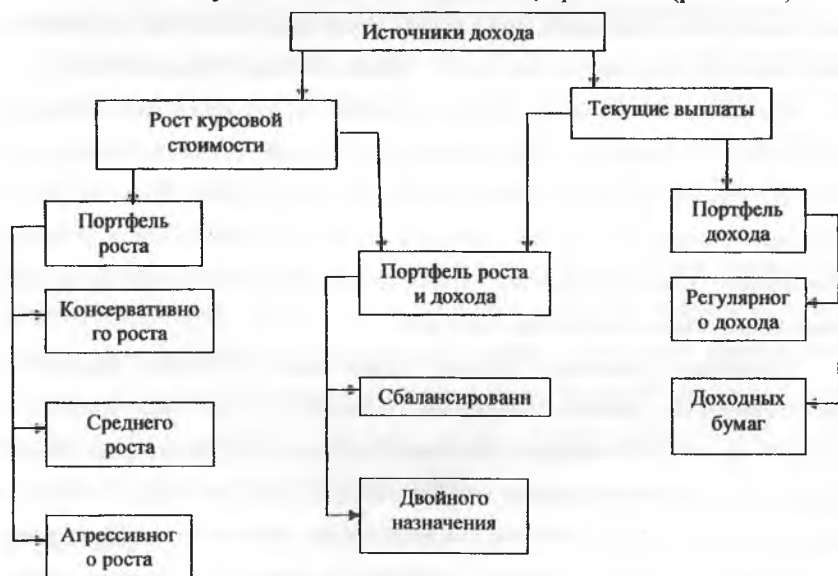 Источники дохода
Рост курсовой
стоимости
Текущие выплаты
Портфель
роста
Портфель
дохода
Портфель роста
и дохода
Консервативно
го роста
Регулярног
о дохода
Сбалансированн
Доходных
бумаг
Среднего
роста
Двойного
назначения
Агрессивног
о роста